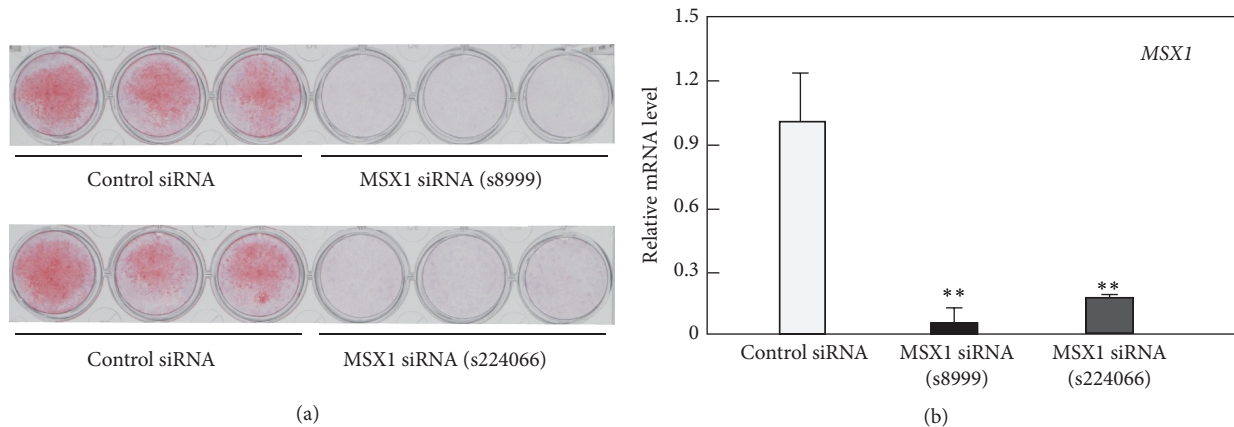 Control siRNA
MSX1 siRNA (s8999)
Control siRNA
MSX1 siRNA (s224066)
(a)
1.5
1.2
0.9
0.6
0.3
0
Relative mRNA level
MSX1
**
**
Control siRNA
MSX1 siRNA
(s8999)
MSX1 siRNA
(s224066)
(b)